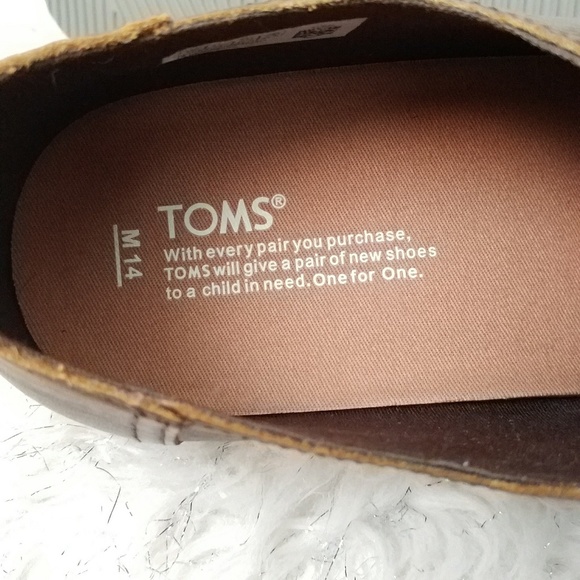 TOMS®
With every pair you purchase,
TOMS will give a pair of new shoes
to a child in need. One for One.
M 14